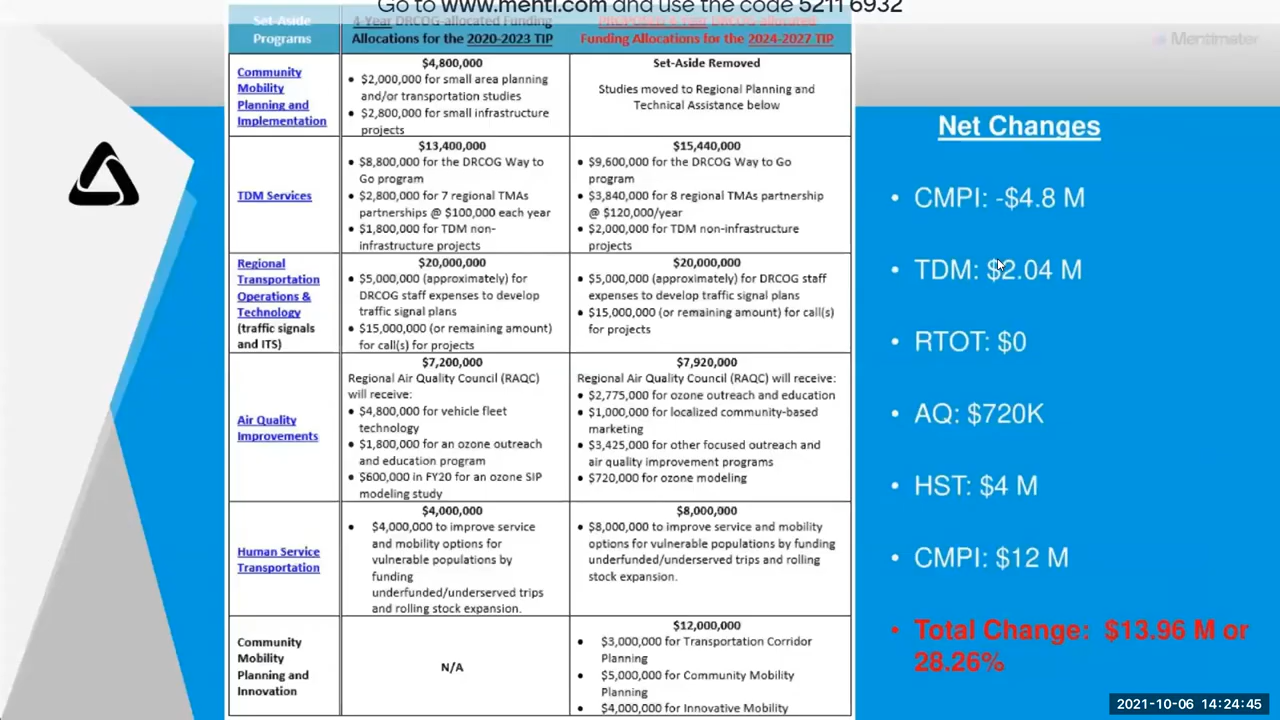 Go to www.menti.com and use the code 5211 6932
Mentimeter
Set-Aside
Programs
4-Year DRCOG-allocated Funding
Allocations for the 2020-2023 TIP
PROPOSED 4-Year DRCOG-allocated
Funding Allocations for the 2024-2027 TIP
Community
Mobility
Planning and
Implementation
$4,800,000
• $2,000,000 for small area planning
and/or transportation studies
• $2,800,000 for small infrastructure
projects
Set-Aside Removed
Studies moved to Regional Planning and
Technical Assistance below
TDM Services
$13,400,000
• $8,800,000 for the DRCOG Way to
Go program
• $2,800,000 for 7 regional TMAs
partnerships @ $100,000 each year
• $1,800,000 for TDM non-
infrastructure projects
$15,440,000
• $9,600,000 for the DRCOG Way to Go
program
• $3,840,000 for 8 regional TMAs partnership
@ $120,000/year
• $2,000,000 for TDM non-infrastructure
projects
Regional
Transportation
Operations &
Technology
(traffic signals
and ITS)
$20,000,000
• $5,000,000 (approximately) for
DRCOG staff expenses to develop
traffic signal plans
• $15,000,000 (or remaining amount)
for call(s) for projects
$20,000,000
• $5,000,000 (approximately) for DRCOG staff
expenses to develop traffic signal plans
• $15,000,000 (or remaining amount) for call(s)
for projects
Air Quality
Improvements
$7,200,000
Regional Air Quality Council (RAQC)
will receive:
• $4,800,000 for vehicle fleet
technology
• $1,800,000 for an ozone outreach
and education program
• $600,000 in FY20 for an ozone SIP
modeling study
$7,920,000
Regional Air Quality Council (RAQC) will receive:
• $2,775,000 for ozone outreach and education
• $1,000,000 for localized community-based
marketing
• $3,425,000 for other focused outreach and
air quality improvement programs
• $720,000 for ozone modeling
Human Service
Transportation
$4,000,000
• $4,000,000 to improve service
and mobility options for
vulnerable populations by
funding
underfunded/underserved trips
and rolling stock expansion.
$8,000,000
• $8,000,000 to improve service and mobility
options for vulnerable populations by funding
underfunded/underserved trips and rolling
stock expansion.
Community
Mobility
Planning and
Innovation
N/A
$12,000,000
• $3,000,000 for Transportation Corridor
Planning
• $5,000,000 for Community Mobility
Planning
• $4,000,000 for Innovative Mobility
Net Changes
• CMPI: -$4.8 M
• TDM: $2.04 M
• RTOT: $0
• AQ: $720K
• HST: $4 M
• CMPI: $12 M
• Total Change: $13.96 M or
28.26%
2021-10-06 14:24:45